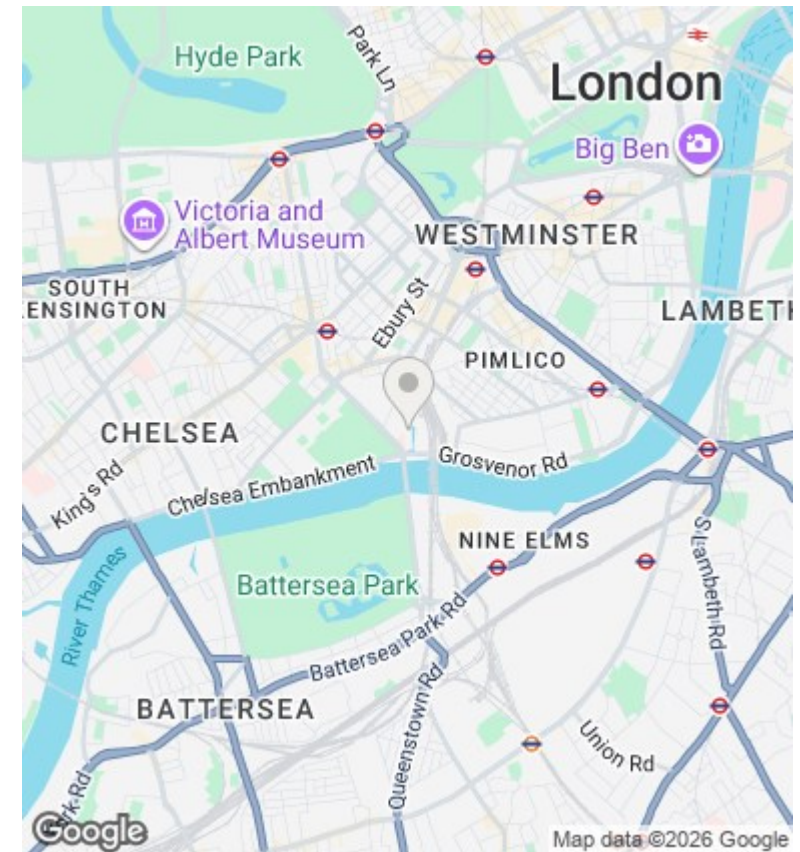 Hyde Park
Park Ln
London
Big Ben
Victoria and
Albert Museum
WESTMINSTER
SOUTH
ENSINGTON
Ebury St
LAMBETH
PIMLICO
CHELSEA
King's Rd
Chelsea Embankment
Grosvenor Rd
NINE ELMS
S Lambeth Rd
River Thames
Battersea Park
Battersea Park Rd
BATTERSEA
Queenstown Rd
Union Rd
Park Rd
Google
Map data ©2026 Google